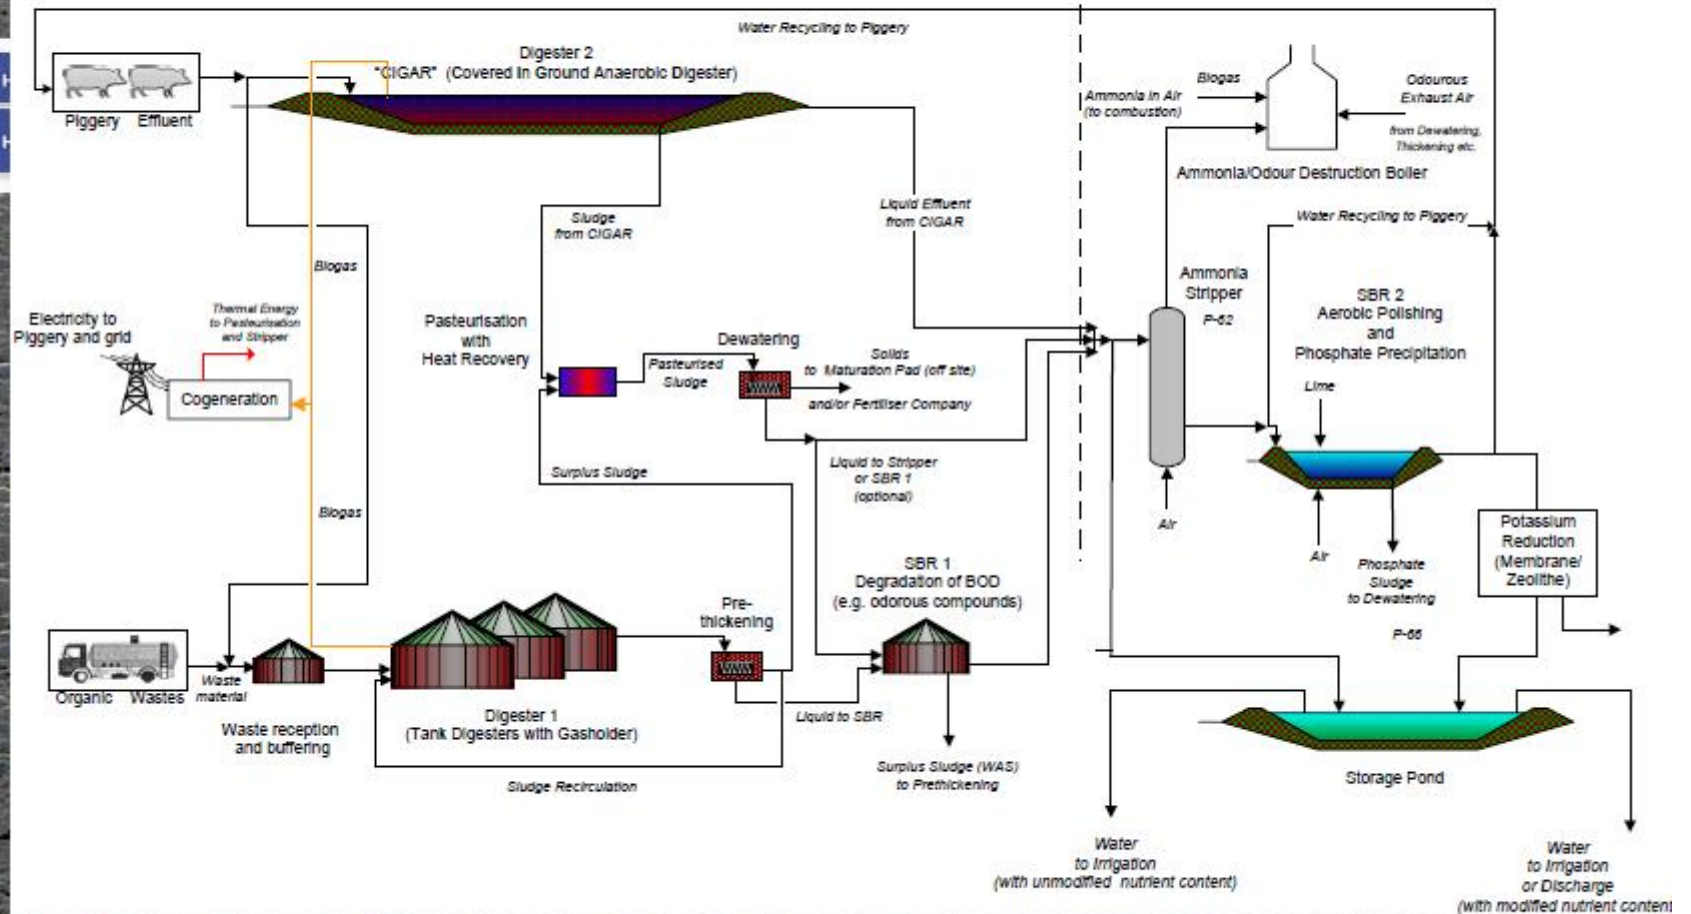 Water Recycling to Piggery
Digester 2
"CIGAR" (Covered In Ground Anaerobic Digester)
Piggery Effluent
Biogas
Ammonia in Air
(to combustion)
Odourous
Exhaust Air
from Dewatering,
Thickening etc.
Ammonia/Odour Destruction Boiler
Sludge
from CIGAR
Liquid Effluent
from CIGAR
Water Recycling to Piggery
Biogas
Ammonia
Stripper
P-62
SBR 2
Aerobic Polishing
and
Phosphate Precipitation
Lime
Electricity to
Piggery and grid
Thermal Energy
to Pasteurisation
and Stripper
Cogeneration
Pasteurisation
with
Heat Recovery
Pasteurised
Sludge
Dewatering
Solids
to Maturation Pad (off site)
and/or Fertiliser Company
Surplus Sludge
Liquid to Stripper
or SBR 1
(optional)
Biogas
Air
Air
Phosphate
Sludge
to Dewatering
P-66
Potassium
Reduction
(Membrane/
Zeolithe)
SBR 1
Degradation of BOD
(e.g. odorous compounds)
Pre-
thickening
Organic Wastes
Waste
material
Waste reception
and buffering
Digester 1
(Tank Digesters with Gasholder)
Liquid to SBR
Sludge Recirculation
Surplus Sludge (WAS)
to Prethickening
Storage Pond
Water
to Irrigation
(with unmodified nutrient content)
Water
to Irrigation
or Discharge
(with modified nutrient content
H
H